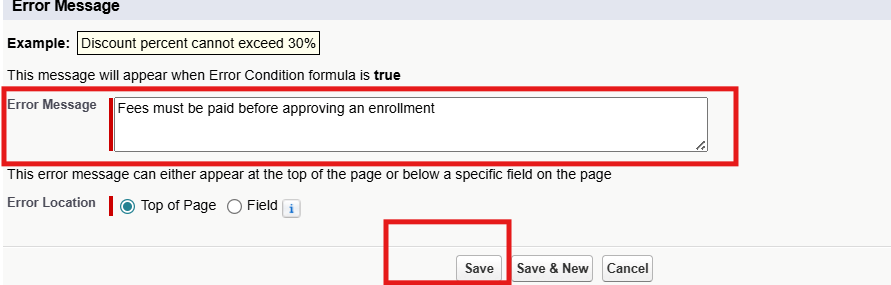 Error Message
Example: Discount percent cannot exceed 30%
This message will appear when Error Condition formula is true
Error Message Fees must be paid before approving an enrollment
This error message can either appear at the top of the page or below a specific field on the page
Error Location Top of Page Field i
Save Save & New Cancel